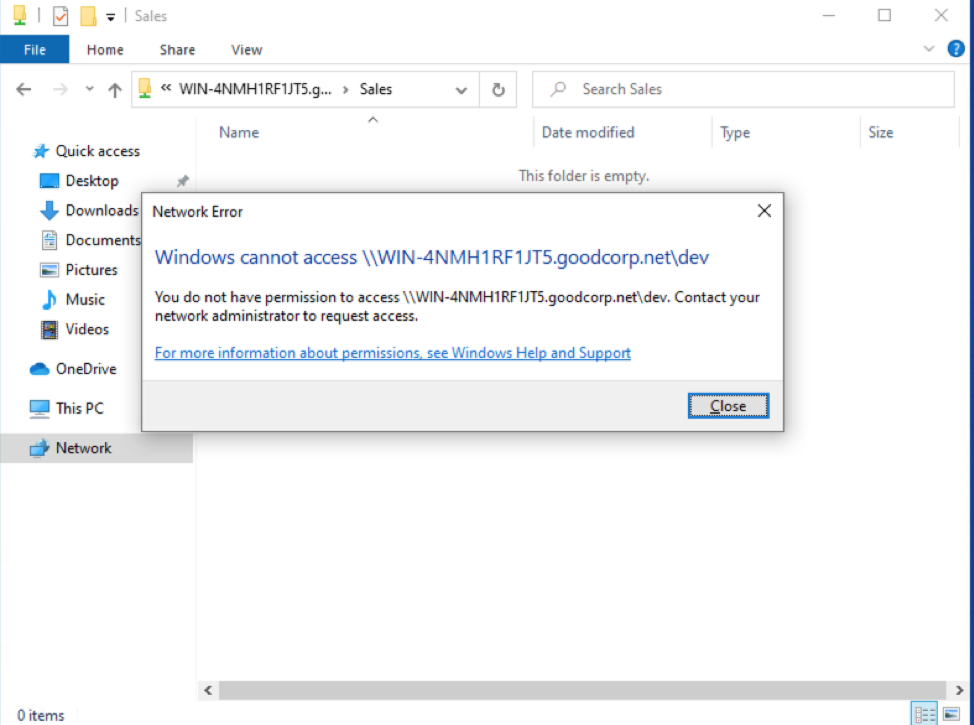 Sales
File Home Share View
« WIN-4NMH1RF1JT5.g... › Sales
Search Sales
Name Date modified Type Size
This folder is empty.
Quick access
Desktop
Downloads
Documents
Pictures
Music
Videos
OneDrive
This PC
Network
Network Error
Windows cannot access \\WIN-4NMH1RF1JT5.goodcorp.net\dev
You do not have permission to access \\WIN-4NMH1RF1JT5.goodcorp.net\dev. Contact your
network administrator to request access.
For more information about permissions, see Windows Help and Support
Close
0 items